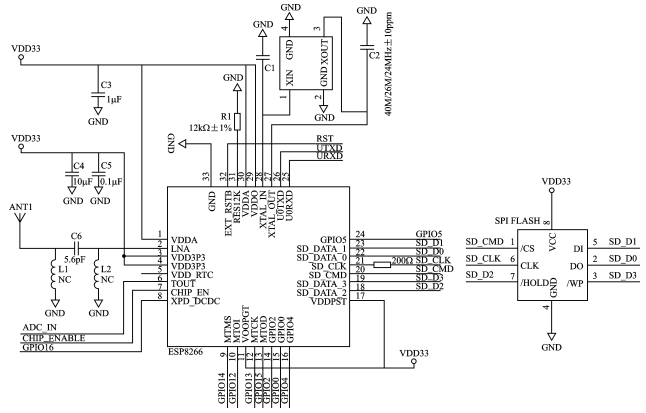 VDD33
C3
1μF
GND
VDD33
C4
10μF
C5
0.1μF
GND
GND
ANT1
C6
5.6pF
L1
NC
L2
NC
GND
GND
ADC_IN
CHIP_ENABLE
GPIO16
GND
R1
12kΩ±1%
GND
GND
C1
GND
4
GND
XIN
1
3
XOUT
GND
2
GND
GND
C2
40M/26M/24MHz±10ppm
RST
UTXD
URXD
33
GND
32
EXT_RSTB
31
RES12K
30
VDDA
29
VDDO
28
XTAL_IN
27
XTAL_OUT
26
U0TXD
25
U0RXD
1 VDDA
2 LNA
3 VDD3P3
4 VDD3P3
5 VDD_RTC
6 TOUT
7 CHIP_EN
8 XPD_DCDC
GPIO5 24 GPIO5
SD_DATA_1 23 SD_D1
SD_DATA_0 22 SD_D0
SD_CLK 21 200Ω SD_CLK
SD_CMD 20 SD_CMD
SD_DATA_3 19 SD_D3
SD_DATA_2 18 SD_D2
VDDPST 17
MTMS
MTOI
VOOPGT
MTCK
MTOD
GPIO2
GPIO0
GPIO4
ESP8266
9
10
11
12
13
14
15
16
GPIO14
GPIO12
GPIO13
GPIO15
GPIO2
GPIO0
GPIO4
VDD33
VDD33
SPI FLASH 8
VCC
SD_CMD 1 /CS
SD_CLK 6 CLK
SD_D2 7 /HOLD
DI 5 SD_D1
DO 2 SD_D0
/WP 3 SD_D3
GND
4
GND